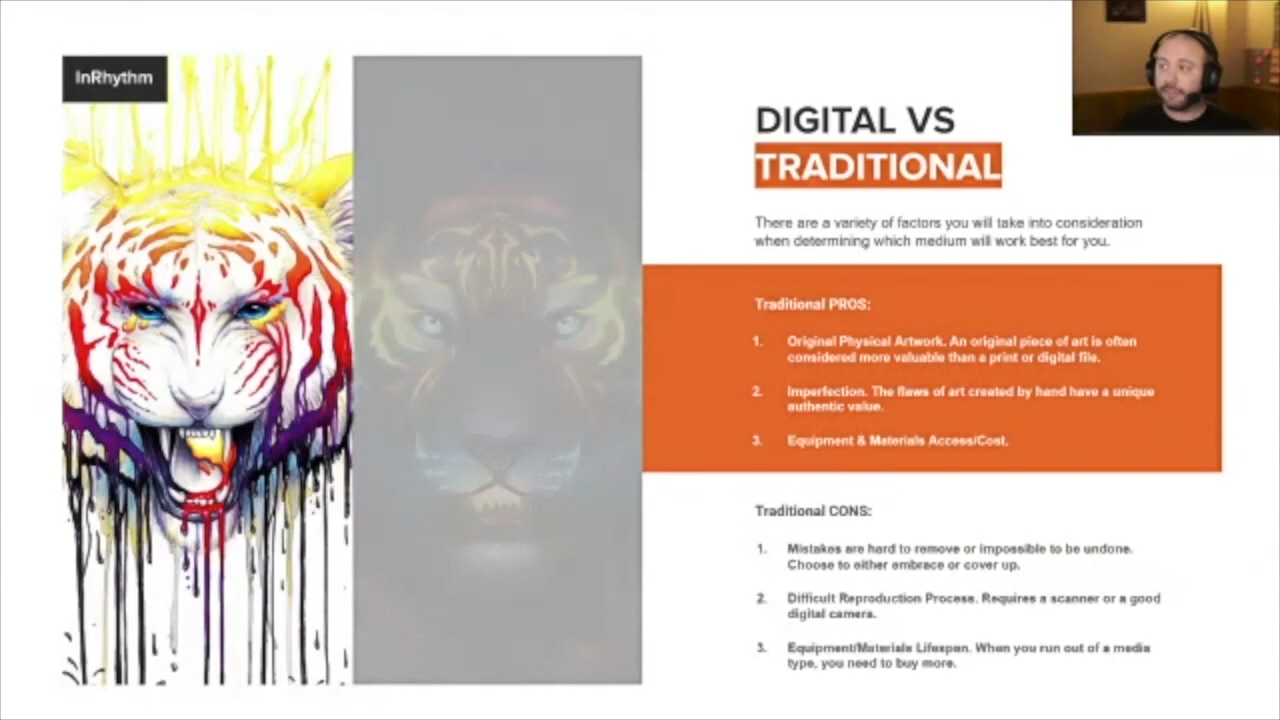 InRhythm
DIGITAL VS
TRADITIONAL
There are a variety of factors you will take into consideration
when determining which medium will work best for you.
Traditional PROS:
1. Original Physical Artwork. An original piece of art is often
considered more valuable than a print or digital file.
2. Imperfection. The flaws of art created by hand have a unique
authentic value.
3. Equipment & Materials Access/Cost.
Traditional CONS:
1. Mistakes are hard to remove or impossible to be undone.
Choose to either embrace or cover up.
2. Difficult Reproduction Process. Requires a scanner or a good
digital camera.
3. Equipment/Materials Lifespan. When you run out of a media
type, you need to buy more.